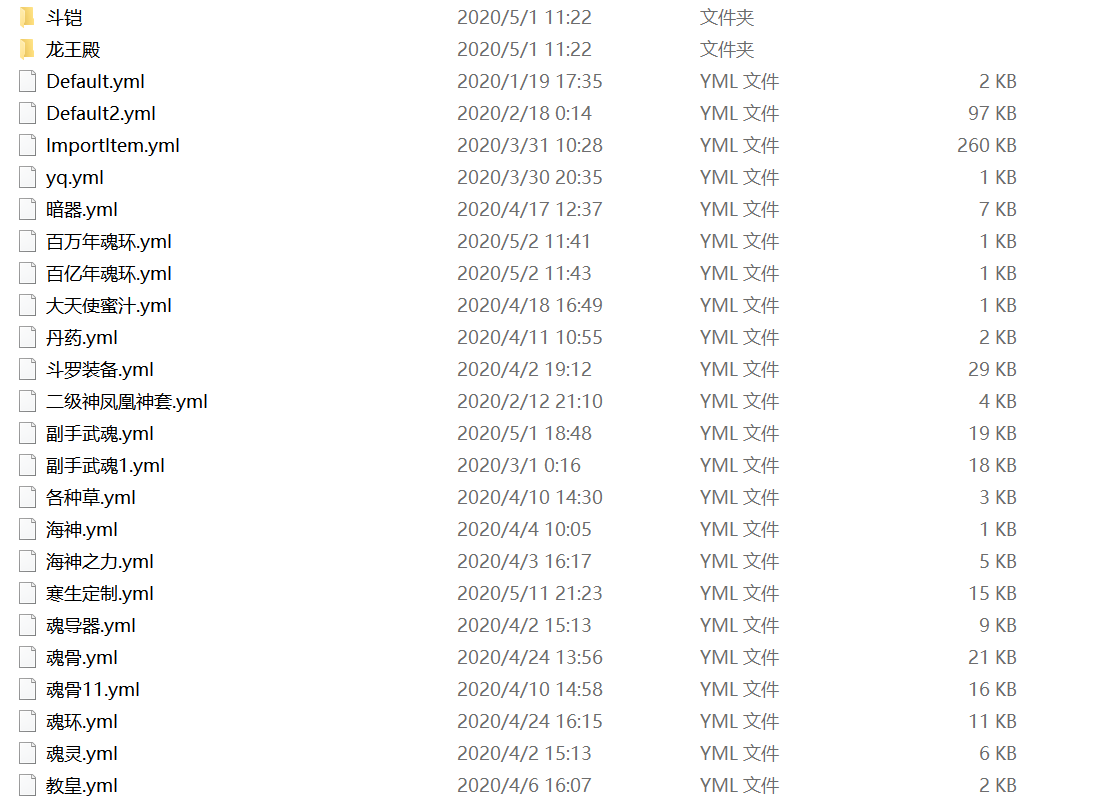 斗铠 2020/5/1 11:22 文件夹
龙王殿 2020/5/1 11:22 文件夹
Default.yml 2020/1/19 17:35 YML 文件 2 KB
Default2.yml 2020/2/18 0:14 YML 文件 97 KB
ImportItem.yml 2020/3/31 10:28 YML 文件 260 KB
yq.yml 2020/3/30 20:35 YML 文件 1 KB
暗器.yml 2020/4/17 12:37 YML 文件 7 KB
百万年魂环.yml 2020/5/2 11:41 YML 文件 1 KB
百亿年魂环.yml 2020/5/2 11:43 YML 文件 1 KB
大天使蜜汁.yml 2020/4/18 16:49 YML 文件 1 KB
丹药.yml 2020/4/11 10:55 YML 文件 2 KB
斗罗装备.yml 2020/4/2 19:12 YML 文件 29 KB
二级神凤凰神套.yml 2020/2/12 21:10 YML 文件 4 KB
副手武魂.yml 2020/5/1 18:48 YML 文件 19 KB
副手武魂1.yml 2020/3/1 0:16 YML 文件 18 KB
各种草.yml 2020/4/10 14:30 YML 文件 3 KB
海神.yml 2020/4/4 10:05 YML 文件 1 KB
海神之力.yml 2020/4/3 16:17 YML 文件 5 KB
寒生定制.yml 2020/5/11 21:23 YML 文件 15 KB
魂导器.yml 2020/4/2 15:13 YML 文件 9 KB
魂骨.yml 2020/4/24 13:56 YML 文件 21 KB
魂骨11.yml 2020/4/10 14:58 YML 文件 16 KB
魂环.yml 2020/4/24 16:15 YML 文件 11 KB
魂灵.yml 2020/4/2 15:13 YML 文件 6 KB
教皇.yml 2020/4/6 16:07 YML 文件 2 KB